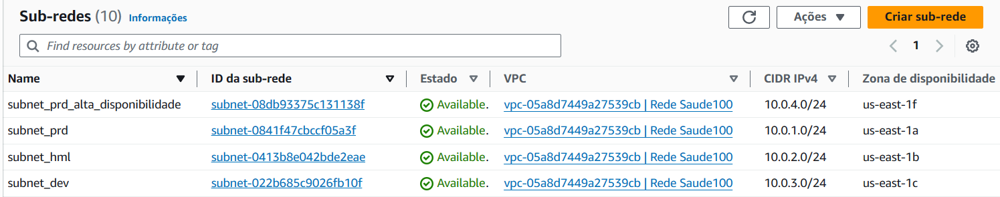 Sub-redes (10) Informações
Ações
Criar sub-rede
Find resources by attribute or tag
1
Name ID da sub-rede Estado VPC CIDR IPv4 Zona de disponibilidade
subnet_prd_alta_disponibilidade subnet-08db93375c131138f Available. vpc-05a8d7449a27539cb | Rede Saude100 10.0.4.0/24 us-east-1f
subnet_prd subnet-0841f47cbccf05a3f Available. vpc-05a8d7449a27539cb | Rede Saude100 10.0.1.0/24 us-east-1a
subnet_hml subnet-0413b8e042bde2eae Available. vpc-05a8d7449a27539cb | Rede Saude100 10.0.2.0/24 us-east-1b
subnet_dev subnet-022b685c9026fb10f Available. vpc-05a8d7449a27539cb | Rede Saude100 10.0.3.0/24 us-east-1c